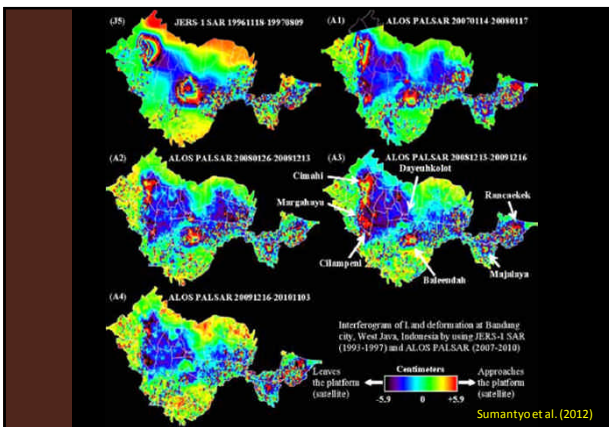 (J5) JERS-1 SAR 19961118-19970809
(A1) ALOS PALSAR 20070114-20080117
(A2) ALOS PALSAR 20080126-20081213
(A3) ALOS PALSAR 20081213-20091216
Cimahi
Dayeuhkolot
Margahayu
Rancaekek
Cilampeni
Baleendah
Majalaya
(A4) ALOS PALSAR 20091216-20101103
Interferogram of Land deformation at Bandung
city, West Java, Indonesia by using JERS-1 SAR
(1993-1997) and ALOS PALSAR (2007-2010)
Leaves
the platform
(satellite)
Centimeters
-5.9 0 +5.9
Approaches
the platform
(satellite)
Sumantyo et al. (2012)